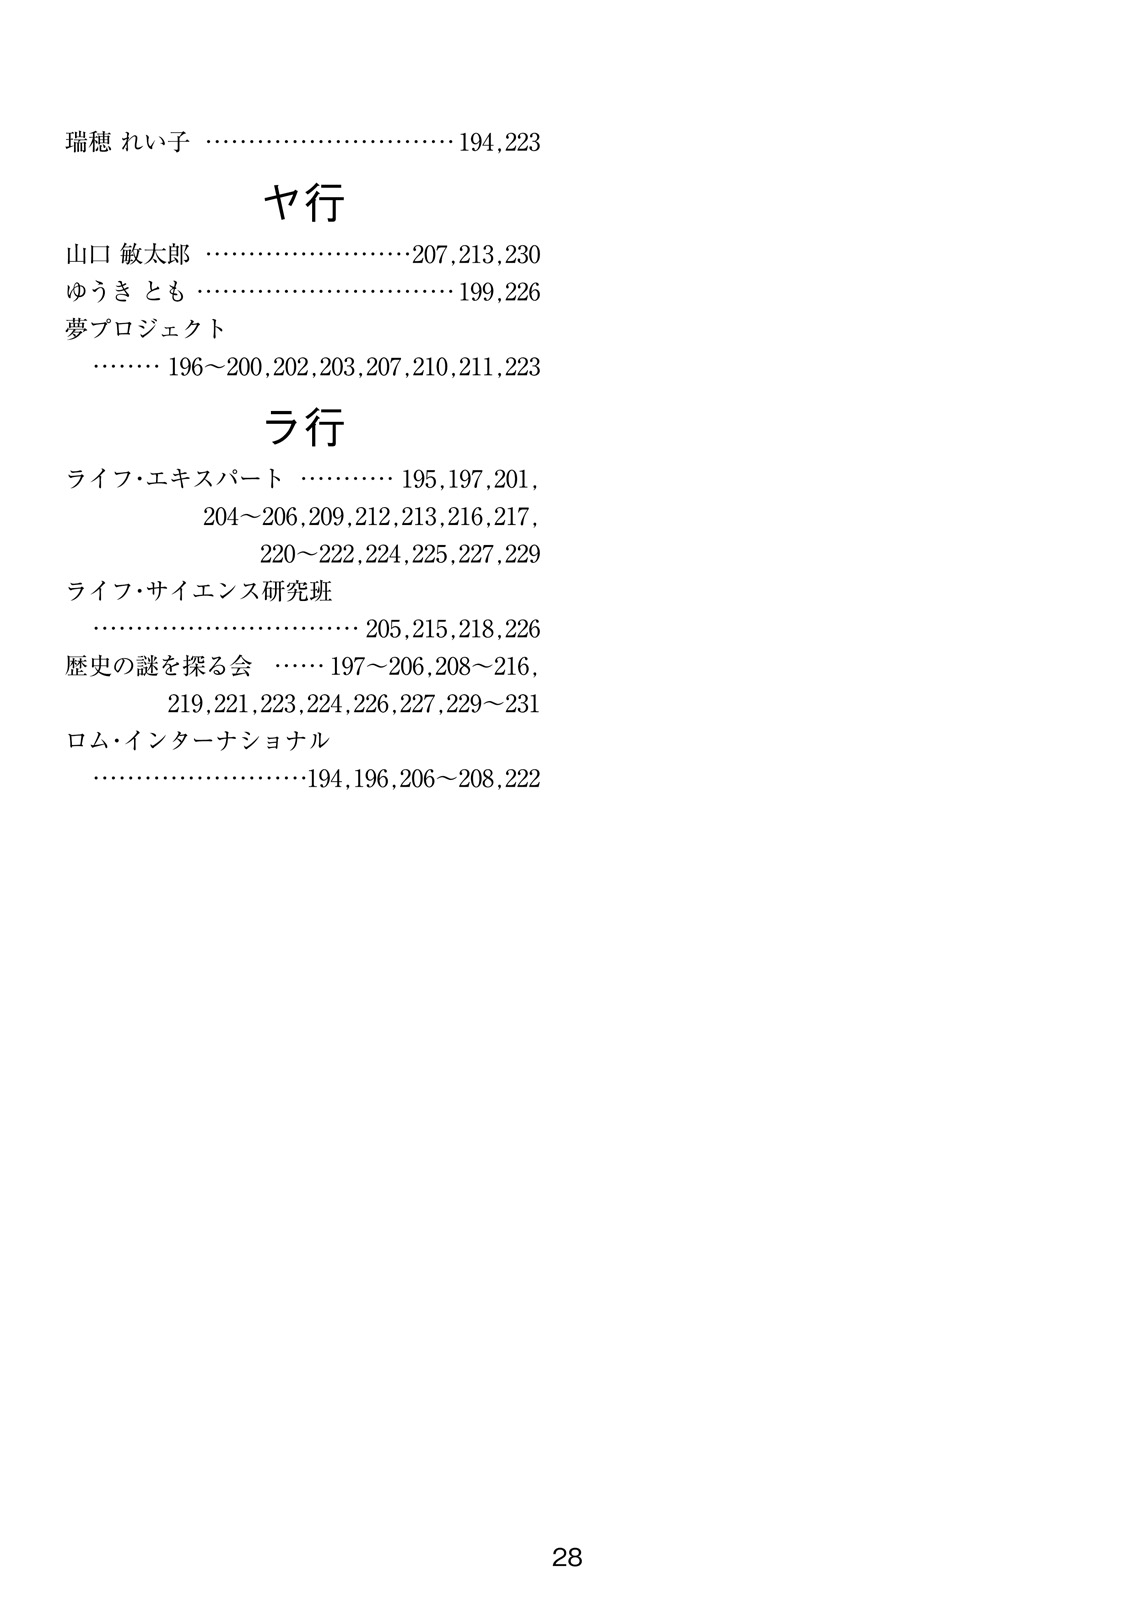 瑞穂 れい子 ………………………… 194,223
ヤ行
山口 敏太郎 ……………………207,213,230
ゆうき とも ………………………… 199,226
夢プロジェクト
……… 196〜200,202,203,207,210,211,223
ラ行
ライフ・エキスパート ………… 195,197,201,
204〜206,209,212,213,216,217,
220〜222,224,225,227,229
ライフ・サイエンス研究班
………………………… 205,215,218,226
歴史の謎を探る会 …… 197〜206,208〜216,
219,221,223,224,226,227,229〜231
ロム・インターナショナル
……………………194,196,206〜208,222
28